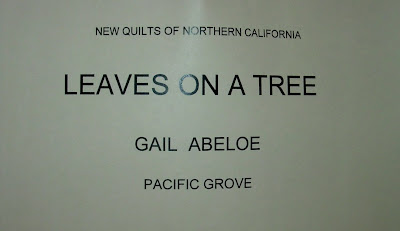 NEW QUILTS OF NORTHERN CALIFORNIA
LEAVES ON A TREE
GAIL ABELOE
PACIFIC GROVE